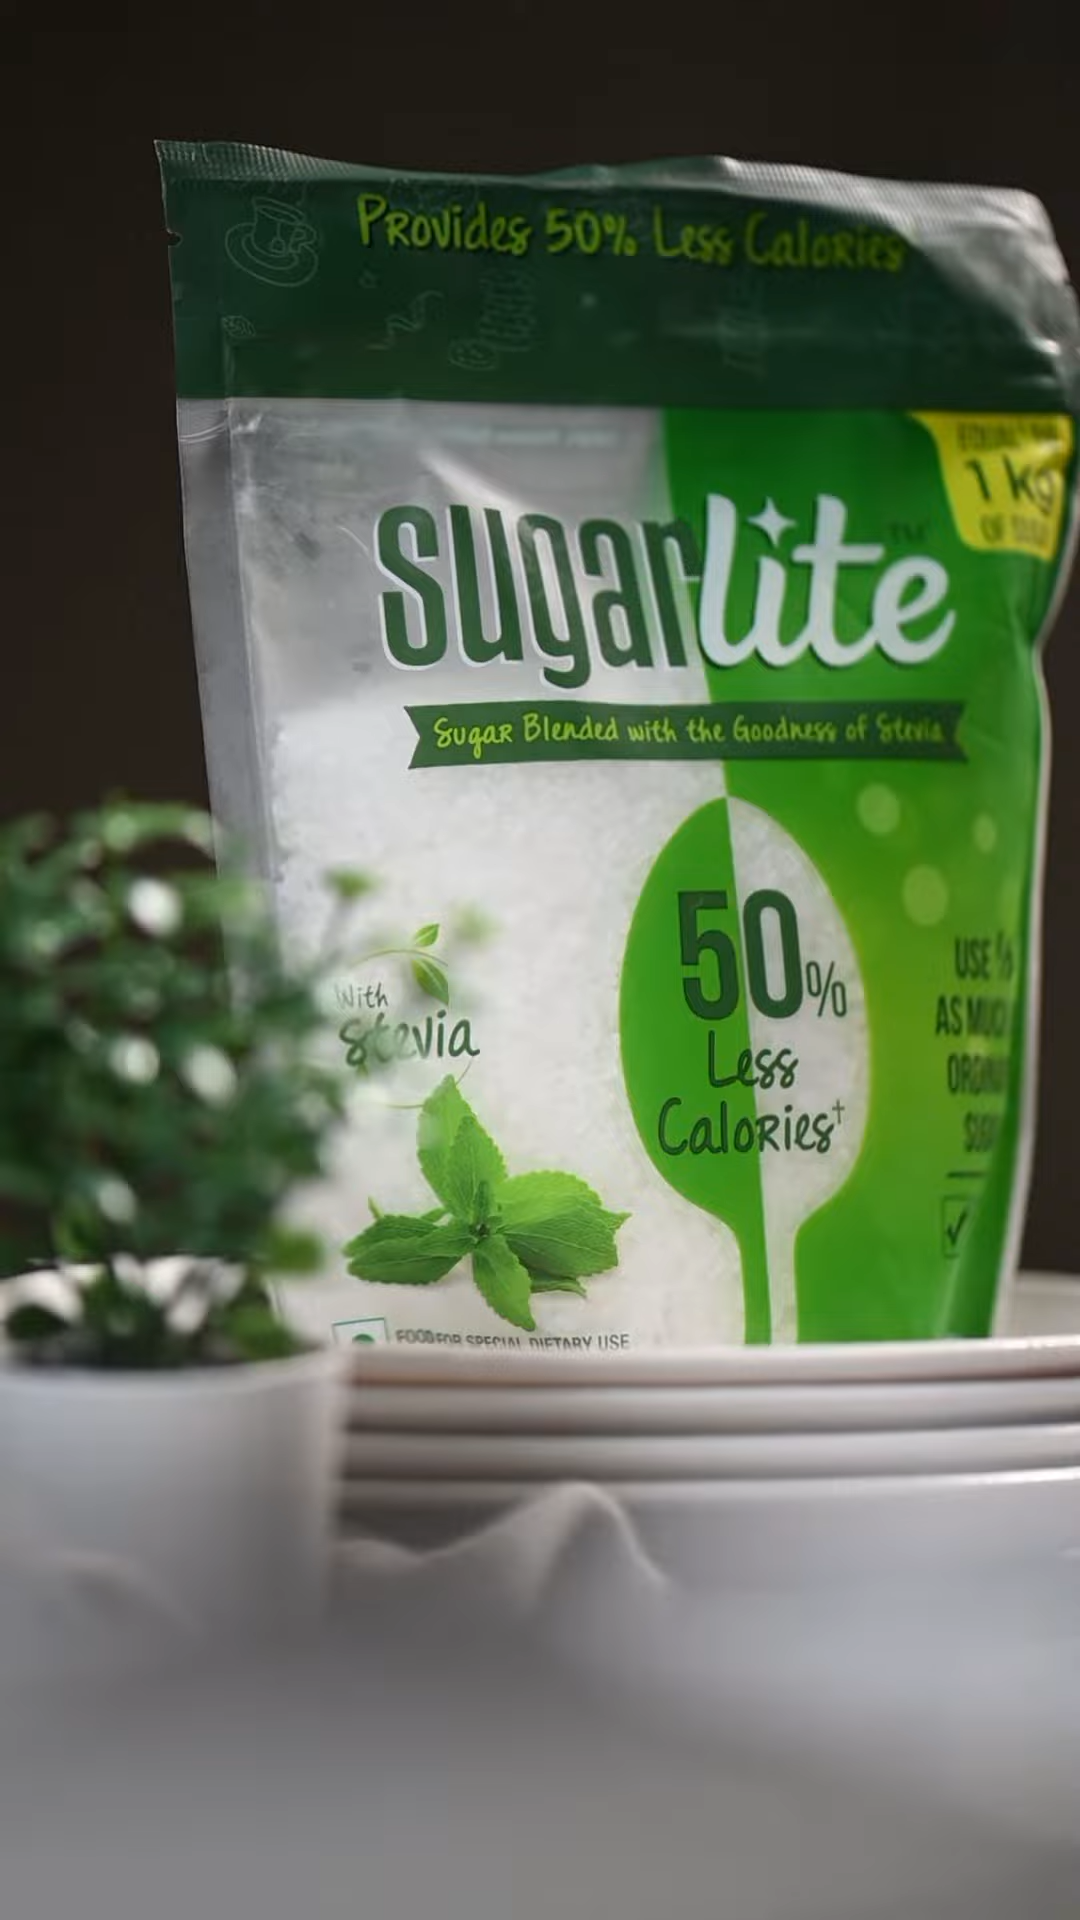 Provides 50% Less Calories
1 kg
OF
sugarlite
Sugar Blended with the Goodness of Stevia
50%
Less
Calories†
With
stevia
USE
AS MUCH
FOOD FOR SPECIAL DIETARY USE